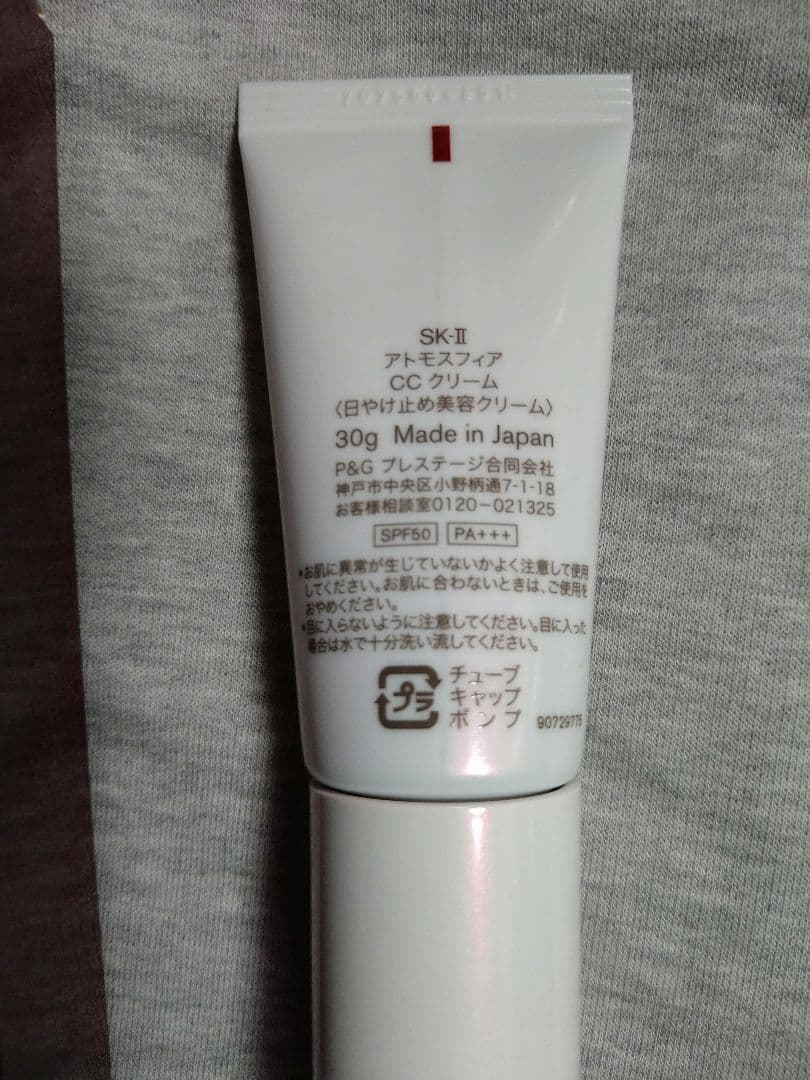 SK-Ⅱ
アトモスフィア
CC クリーム
〈日やけ止め美容クリーム〉
30g Made in Japan
P&G プレステージ合同会社
神戸市中央区小野柄通7-1-18
お客様相談室0120-021325
SPF50 PA+++
•お肌に異常が生じていないかよく注意して使用
してください。お肌に合わないときは、ご使用を
おやめください。
•目に入らないように注意してください。目に入った
場合は水で十分洗い流してください。
プラ
チューブ
キャップ
ポンプ
90729776